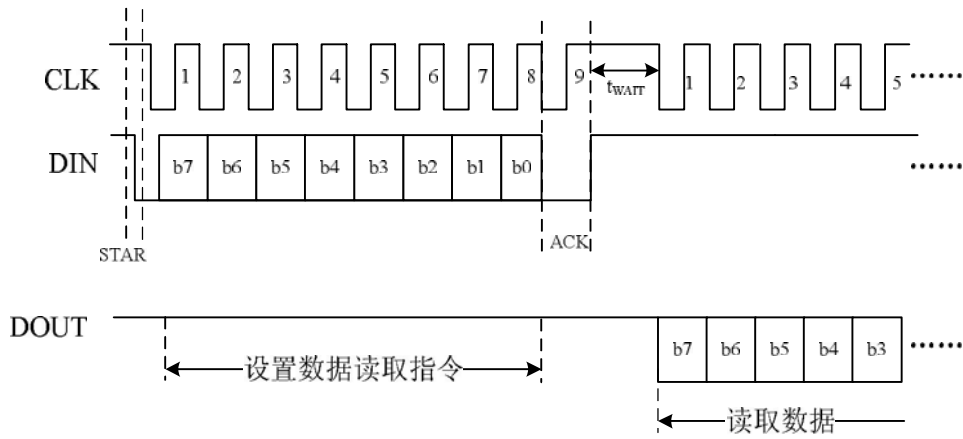 CLK 1 2 3 4 5 6 7 8 9 tWAIT 1 2 3 4 5 ······
DIN b7 b6 b5 b4 b3 b2 b1 b0 ······
STAR ACK
DOUT b7 b6 b5 b4 b3 ······
设置数据读取指令
读取数据